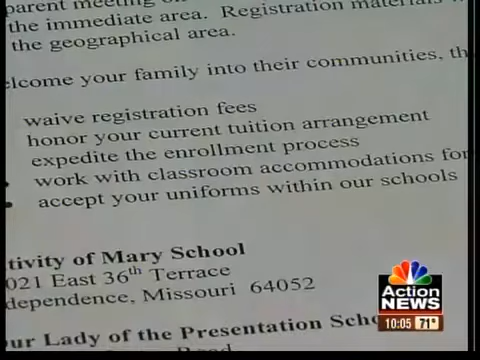 parent meeting on
the immediate area. Registration materials
the geographical area.
elcome your family into their communities, th
waive registration fees
honor your current tuition arrangement
expedite the enrollment process
work with classroom accommodations for
accept your uniforms within our schools
tivity of Mary School
021 East 36th Terrace
dependence, Missouri 64052
ur Lady of the Presentation Scho
Action
NEWS
10:05 71°